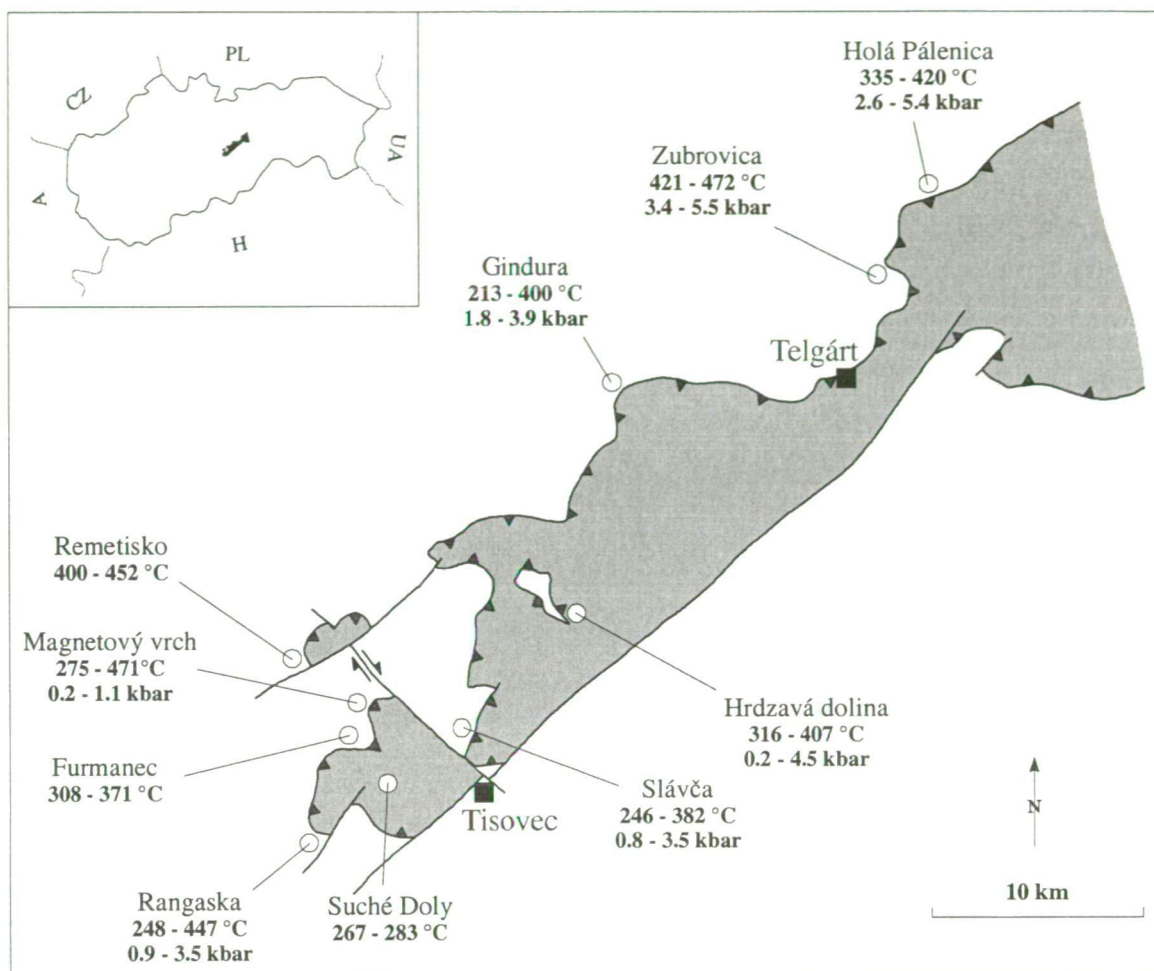 PL
CZ
UA
A
H
Holá Pálenica
335 - 420 °C
2.6 - 5.4 kbar
Zubrovica
421 - 472 °C
3.4 - 5.5 kbar
Gindura
213 - 400 °C
1.8 - 3.9 kbar
Telgárt
Remetisko
400 - 452 °C
Magnetový vrch
275 - 471°C
0.2 - 1.1 kbar
Furmanec
308 - 371 °C
Hrdzavá dolina
316 - 407 °C
0.2 - 4.5 kbar
Slávča
246 - 382 °C
0.8 - 3.5 kbar
Tisovec
N
10 km
Rangaska
248 - 447 °C
0.9 - 3.5 kbar
Suché Doly
267 - 283 °C